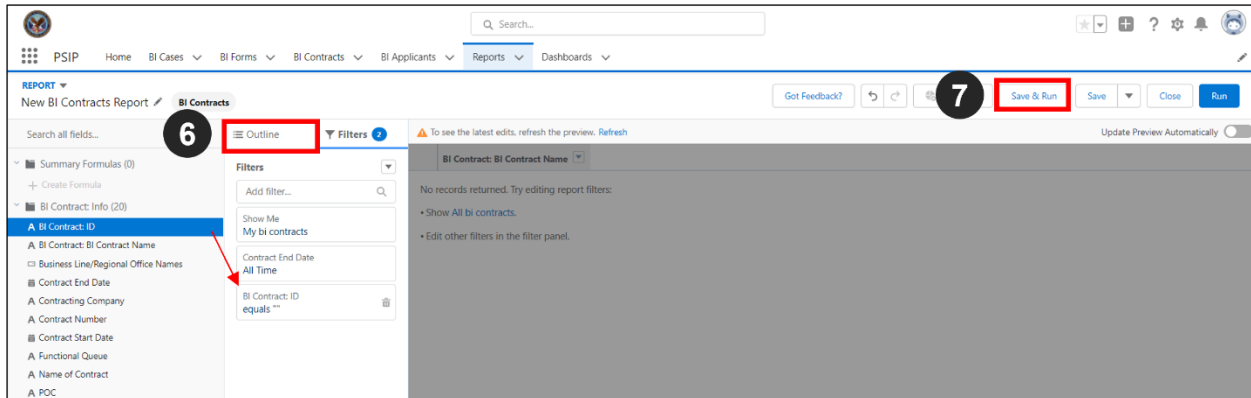 Search...
PSIP Home BI Cases BI Forms BI Contracts BI Applicants Reports Dashboards
REPORT
New BI Contracts Report BI Contracts
Got Feedback? 7 Save & Run Save Close Run
Search all fields... 6 Outline Filters 2
To see the latest edits, refresh the preview. Refresh
Update Preview Automatically
Summary Formulas (0)
Create Formula
BI Contract: Info (20)
A BI Contract: ID
A BI Contract: BI Contract Name
Business Line/Regional Office Names
Contract End Date
A Contracting Company
A Contract Number
Contract Start Date
A Functional Queue
A Name of Contract
A POC
Filters
Add filter...
Show Me
My bi contracts
Contract End Date
All Time
BI Contract: ID
equals ""
BI Contract: BI Contract Name
No records returned. Try editing report filters:
• Show All bi contracts.
• Edit other filters in the filter panel.